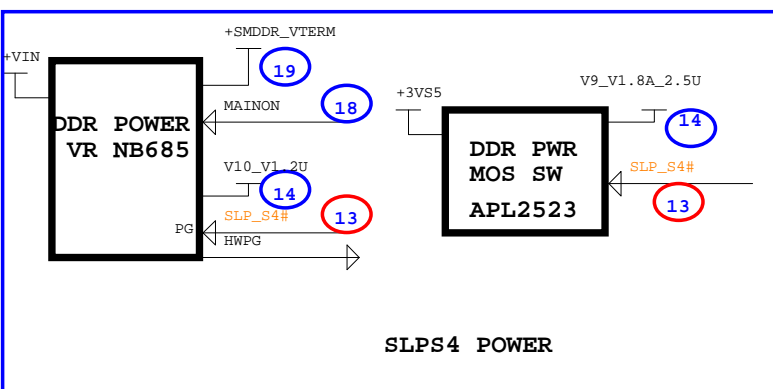 +SMDDR_VTERM
+VIN
19
MAINON
18
DDR POWER
VR NB685
V10_V1.2U
14
SLP_S4#
13
PG
HWPG
+3VS5
V9_V1.8A_2.5U
14
DDR PWR
MOS SW
APL2523
SLP_S4#
13
SLPS4 POWER